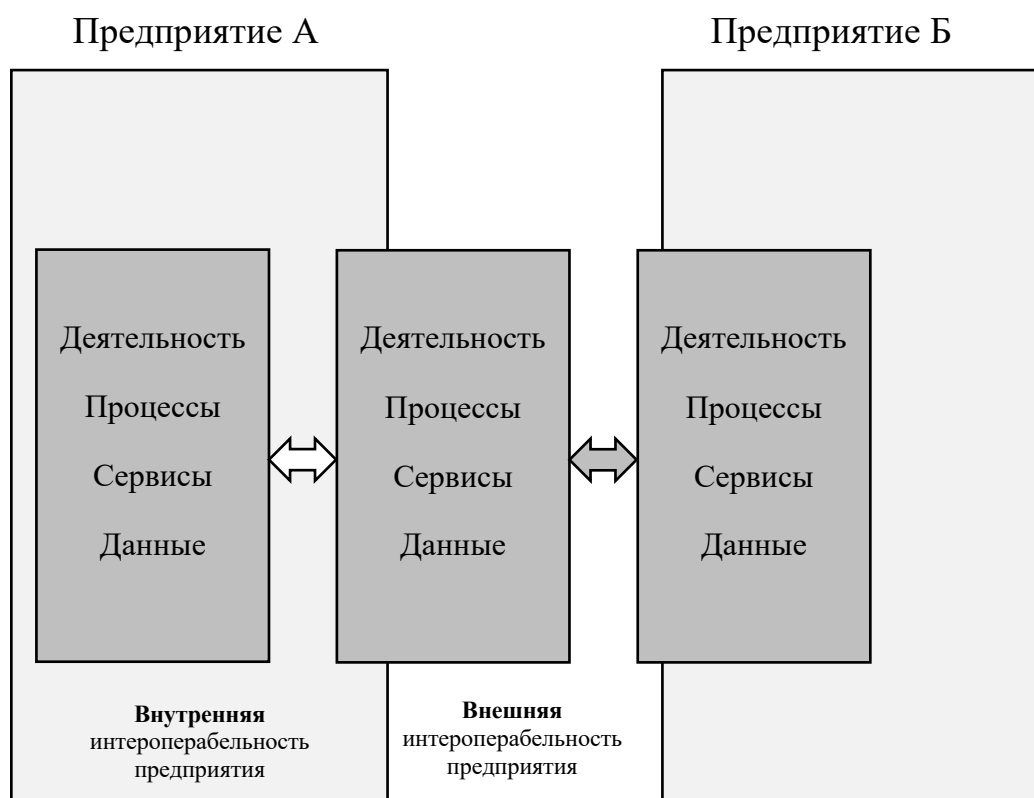 Предприятие А
Предприятие Б
Деятельность
Процессы
Сервисы
Данные
Деятельность
Процессы
Сервисы
Данные
Деятельность
Процессы
Сервисы
Данные
Внутренняя
интероперабельность
предприятия
Внешняя
интероперабельность
предприятия